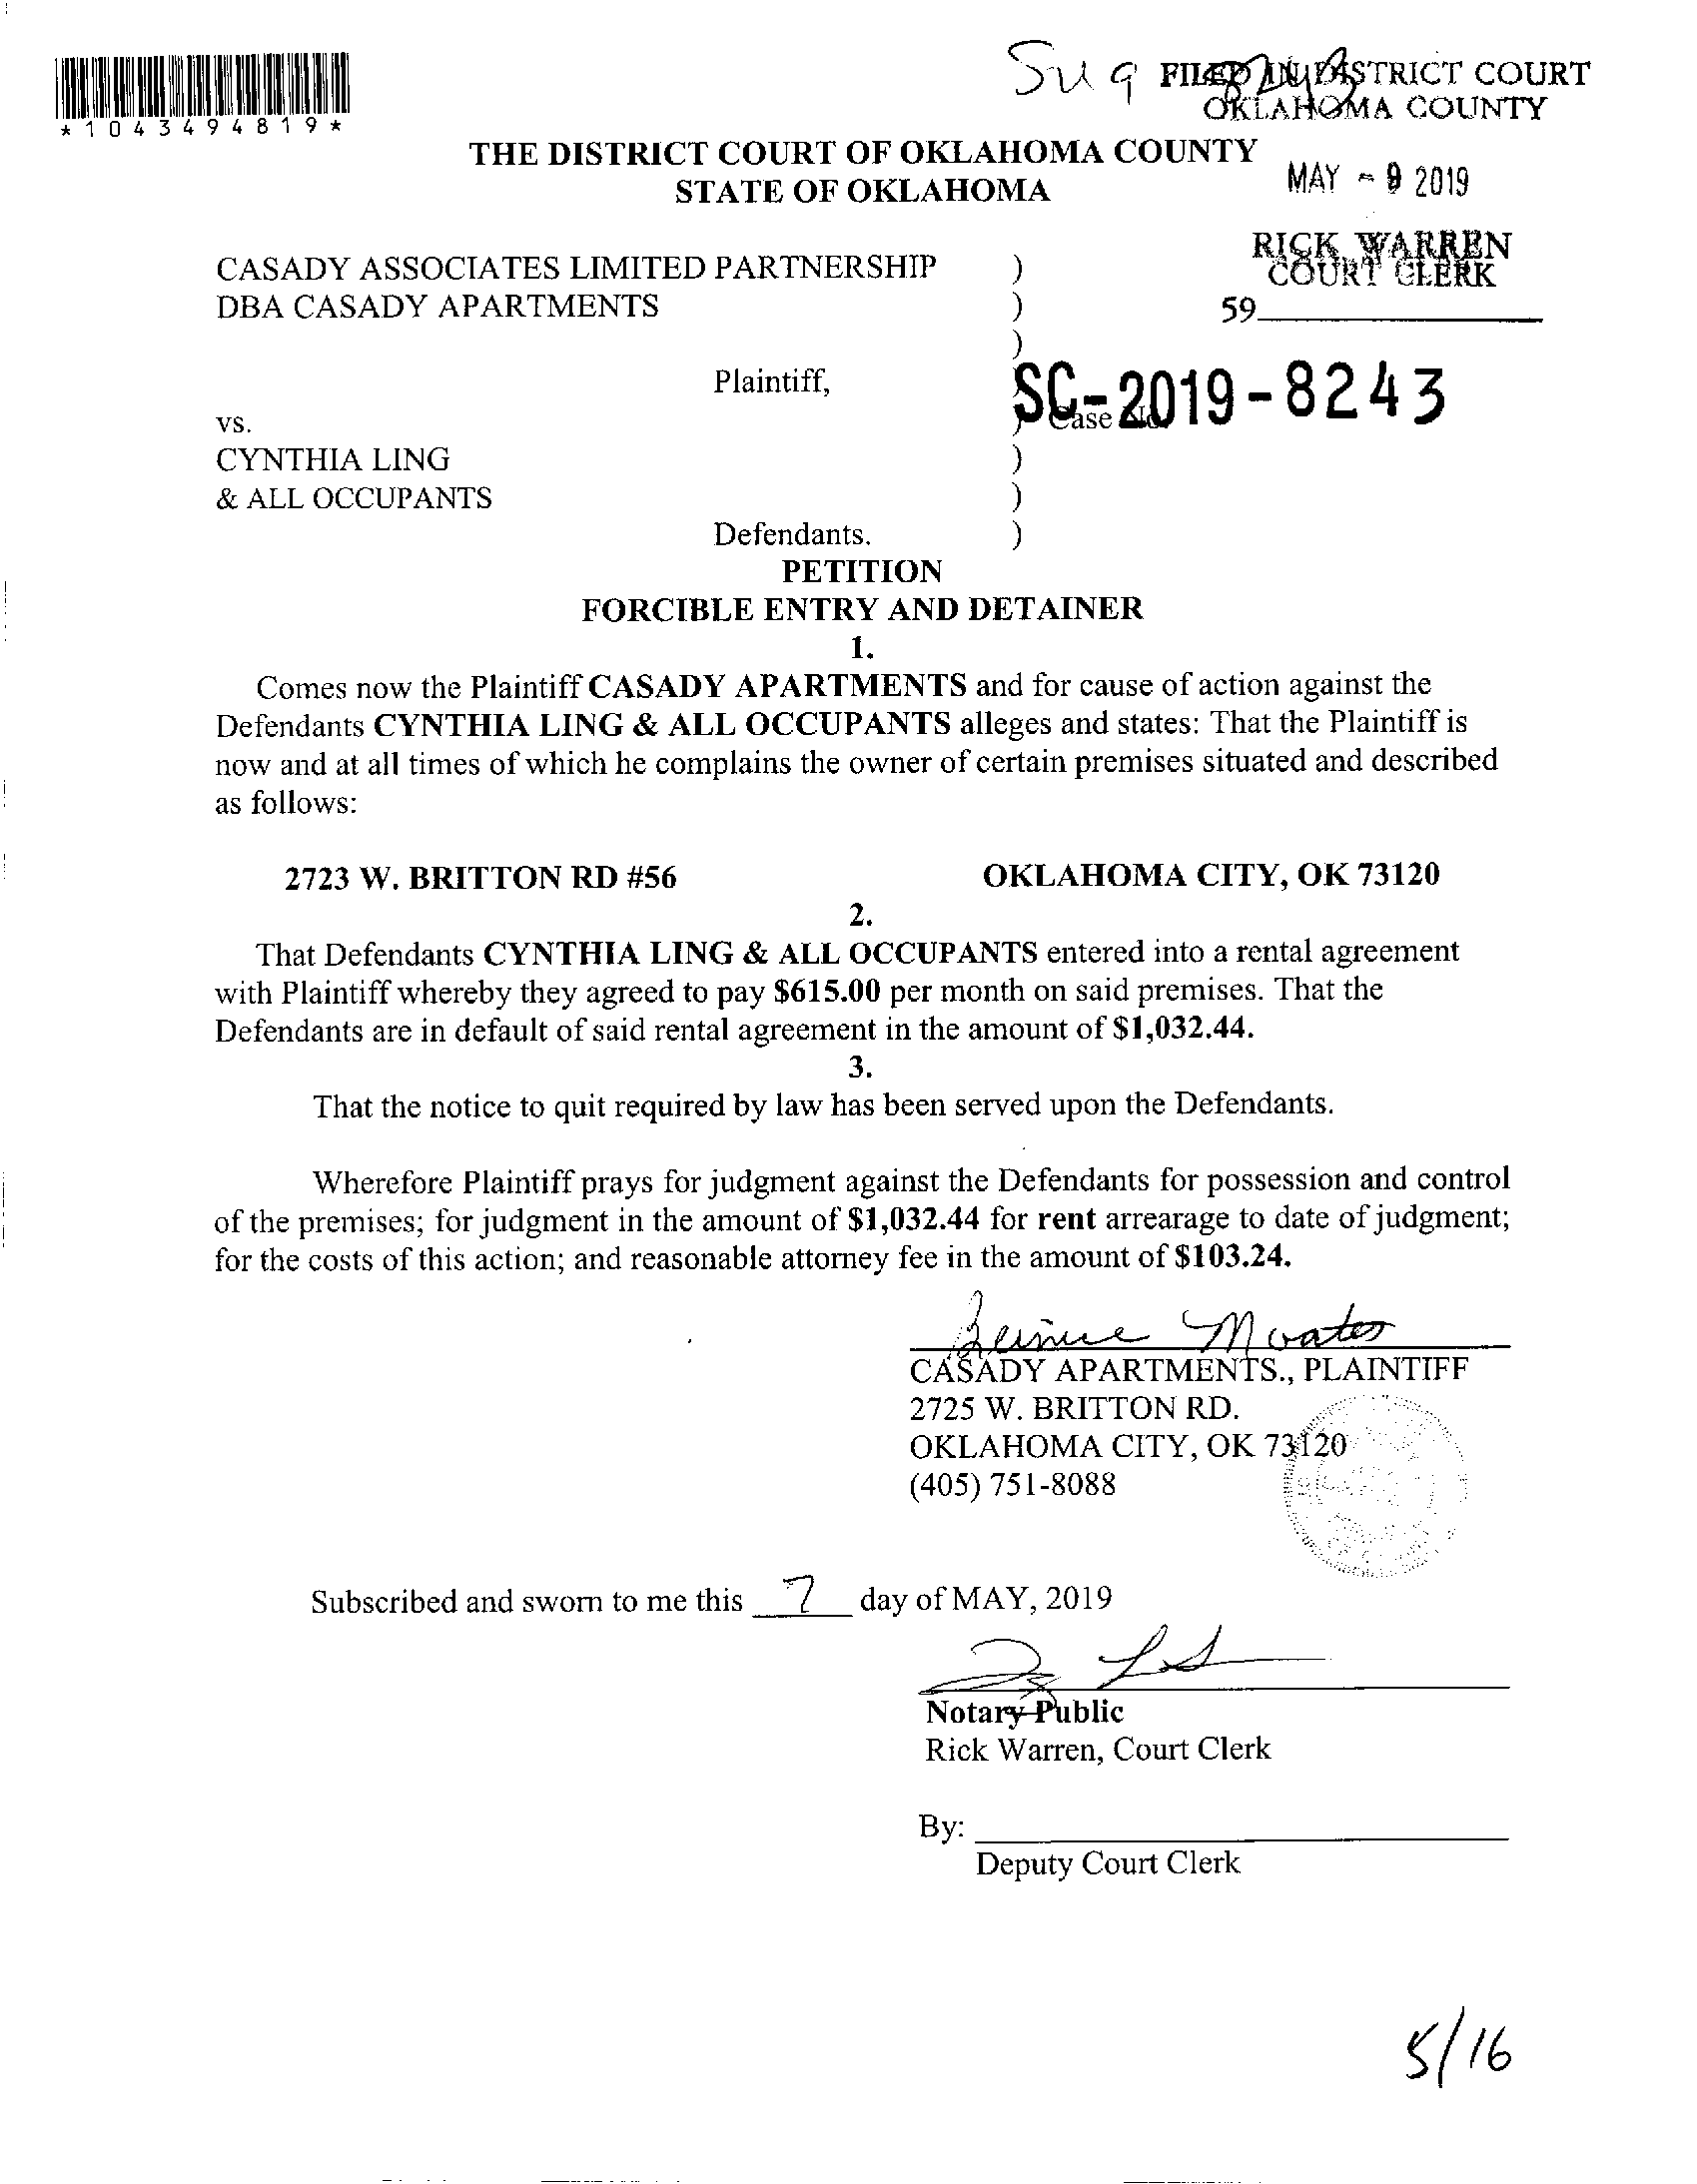 *1043494819*
FILED IN DISTRICT COURT
OKLAHOMA COUNTY
THE DISTRICT COURT OF OKLAHOMA COUNTY
STATE OF OKLAHOMA
MAY - 9 2019
RICK WARREN
COURT CLERK
59
CASADY ASSOCIATES LIMITED PARTNERSHIP )
DBA CASADY APARTMENTS )
)
Plaintiff, )
SC-2019-8243
vs. ) Case No.
CYNTHIA LING )
& ALL OCCUPANTS )
Defendants. )
PETITION
FORCIBLE ENTRY AND DETAINER
1.
Comes now the Plaintiff CASADY APARTMENTS and for cause of action against the
Defendants CYNTHIA LING & ALL OCCUPANTS alleges and states: That the Plaintiff is
now and at all times of which he complains the owner of certain premises situated and described
as follows:
2723 W. BRITTON RD #56 OKLAHOMA CITY, OK 73120
2.
That Defendants CYNTHIA LING & ALL OCCUPANTS entered into a rental agreement
with Plaintiff whereby they agreed to pay $615.00 per month on said premises. That the
Defendants are in default of said rental agreement in the amount of $1,032.44.
3.
That the notice to quit required by law has been served upon the Defendants.
Wherefore Plaintiff prays for judgment against the Defendants for possession and control
of the premises; for judgment in the amount of $1,032.44 for rent arrearage to date of judgment;
for the costs of this action; and reasonable attorney fee in the amount of $103.24.
CASADY APARTMENTS., PLAINTIFF
2725 W. BRITTON RD.
OKLAHOMA CITY, OK 73120
(405) 751-8088
Subscribed and sworn to me this 7 day of MAY, 2019
Notary Public
Rick Warren, Court Clerk
By:
Deputy Court Clerk
5/16